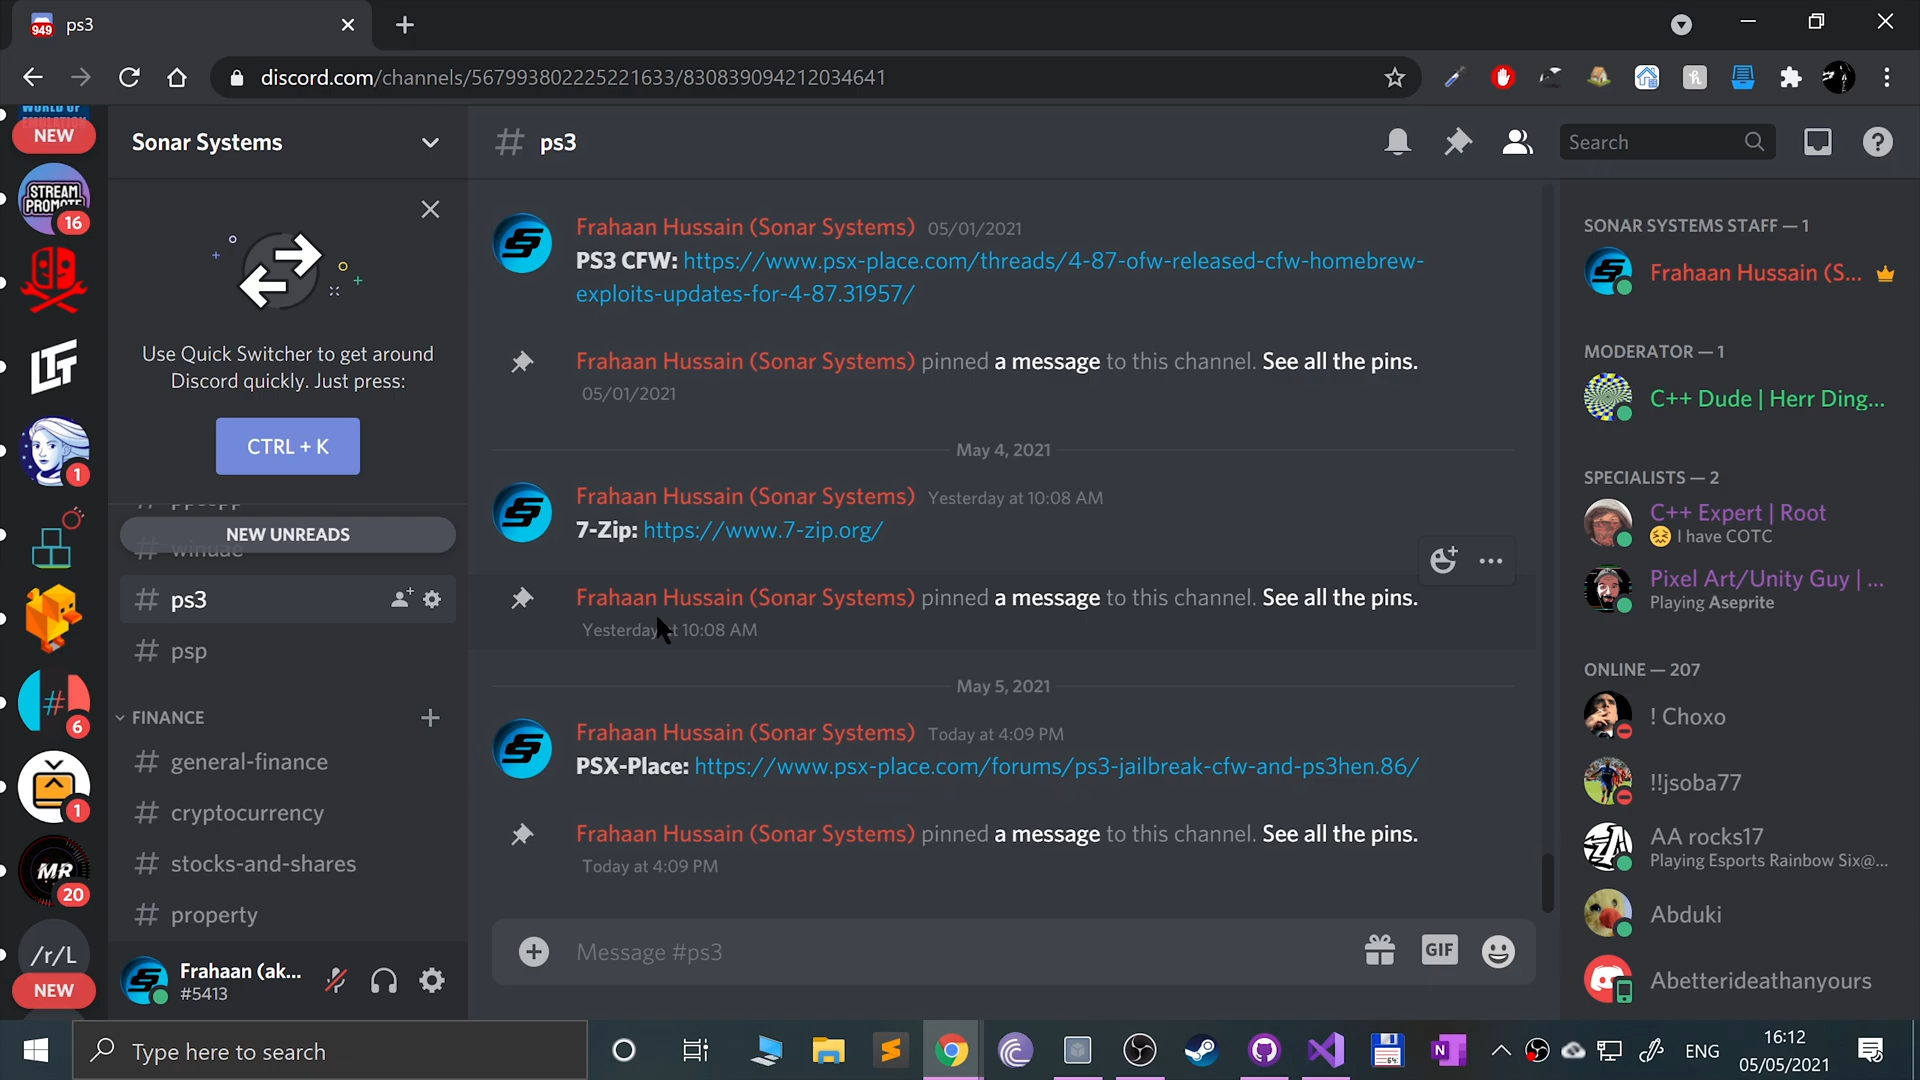 949 ps3
discord.com/channels/567993802225221633/830839094212034641
WORLD OF
EMULATION
NEW
Sonar Systems
# ps3
Search
STREAM
PROMOTE
16
Use Quick Switcher to get around
Discord quickly. Just press:
CTRL + K
LTF
1
NEW UNREADS
# winuae
# ps3
# psp
6
FINANCE
# general-finance
# cryptocurrency
1
# stocks-and-shares
MR
20
# property
/r/L
NEW
Frahaan (ak...
#5413
Frahaan Hussain (Sonar Systems) 05/01/2021
PS3 CFW: https://www.psx-place.com/threads/4-87-ofw-released-cfw-homebrew-
exploits-updates-for-4-87.31957/
Frahaan Hussain (Sonar Systems) pinned a message to this channel. See all the pins.
05/01/2021
May 4, 2021
Frahaan Hussain (Sonar Systems) Yesterday at 10:08 AM
7-Zip: https://www.7-zip.org/
Frahaan Hussain (Sonar Systems) pinned a message to this channel. See all the pins.
Yesterday at 10:08 AM
May 5, 2021
Frahaan Hussain (Sonar Systems) Today at 4:09 PM
PSX-Place: https://www.psx-place.com/forums/ps3-jailbreak-cfw-and-ps3hen.86/
Frahaan Hussain (Sonar Systems) pinned a message to this channel. See all the pins.
Today at 4:09 PM
Message #ps3
GIF
SONAR SYSTEMS STAFF — 1
Frahaan Hussain (S...
MODERATOR — 1
C++ Dude | Herr Ding...
SPECIALISTS — 2
C++ Expert | Root
I have COTC
Pixel Art/Unity Guy | ...
Playing Aseprite
ONLINE — 207
! Choxo
!!jsoba77
AA rocks17
Playing Esports Rainbow Six@...
Abduki
Abetterideathanyours
Type here to search
64
N
ENG
16:12
05/05/2021